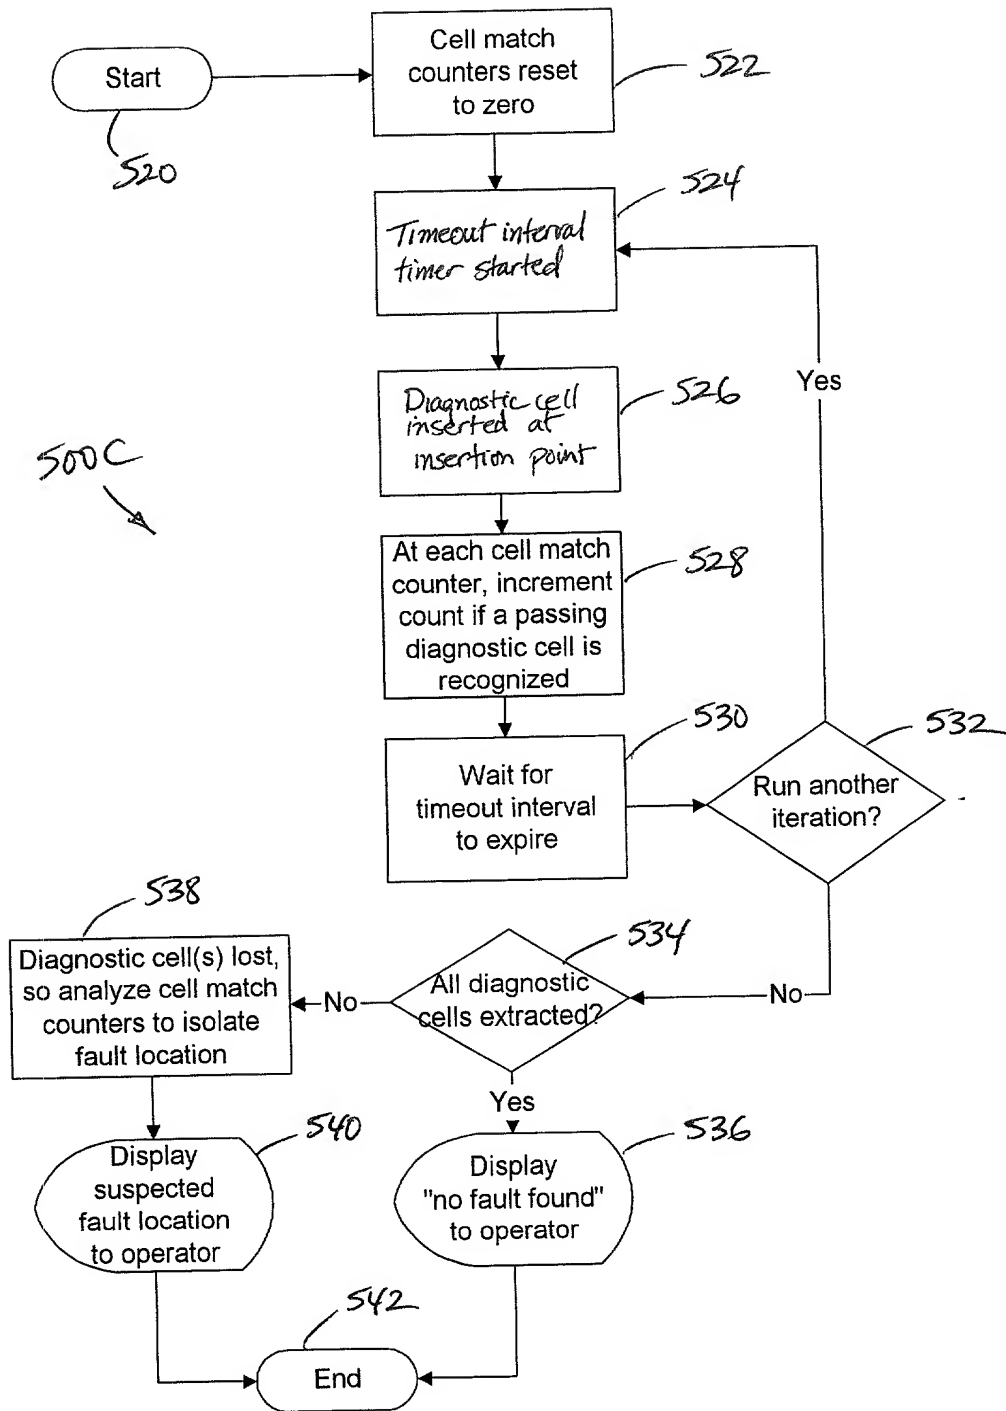 Start
520
Cell match
counters reset
to zero
522
Timeout interval
timer started
524
Diagnostic cell
inserted at
insertion point
526
Yes
500C
At each cell match
counter, increment
count if a passing
diagnostic cell is
recognized
528
Wait for
timeout interval
to expire
530
Run another
iteration?
532
No
All diagnostic
cells extracted?
534
No
Diagnostic cell(s) lost,
so analyze cell match
counters to isolate
fault location
538
Yes
Display
suspected
fault location
to operator
540
Display
"no fault found"
to operator
536
End
542